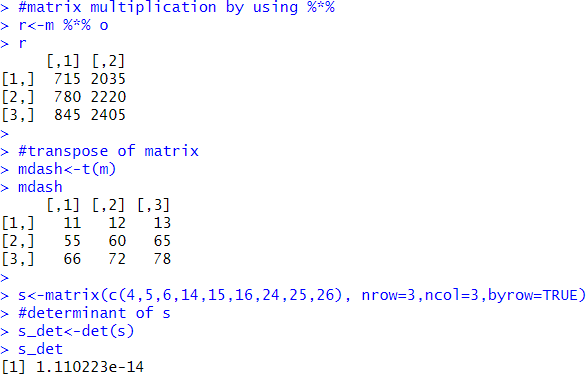 > #matrix multiplication by using %*%
> r<-m %*% o
> r
     [,1] [,2]
[1,]  715 2035
[2,]  780 2220
[3,]  845 2405
>
> #transpose of matrix
> mdash<-t(m)
> mdash
     [,1] [,2] [,3]
[1,]   11   12   13
[2,]   55   60   65
[3,]   66   72   78
>
> s<-matrix(c(4,5,6,14,15,16,24,25,26), nrow=3,ncol=3,byrow=TRUE)
> #determinant of s
> s_det<-det(s)
> s_det
[1] 1.110223e-14